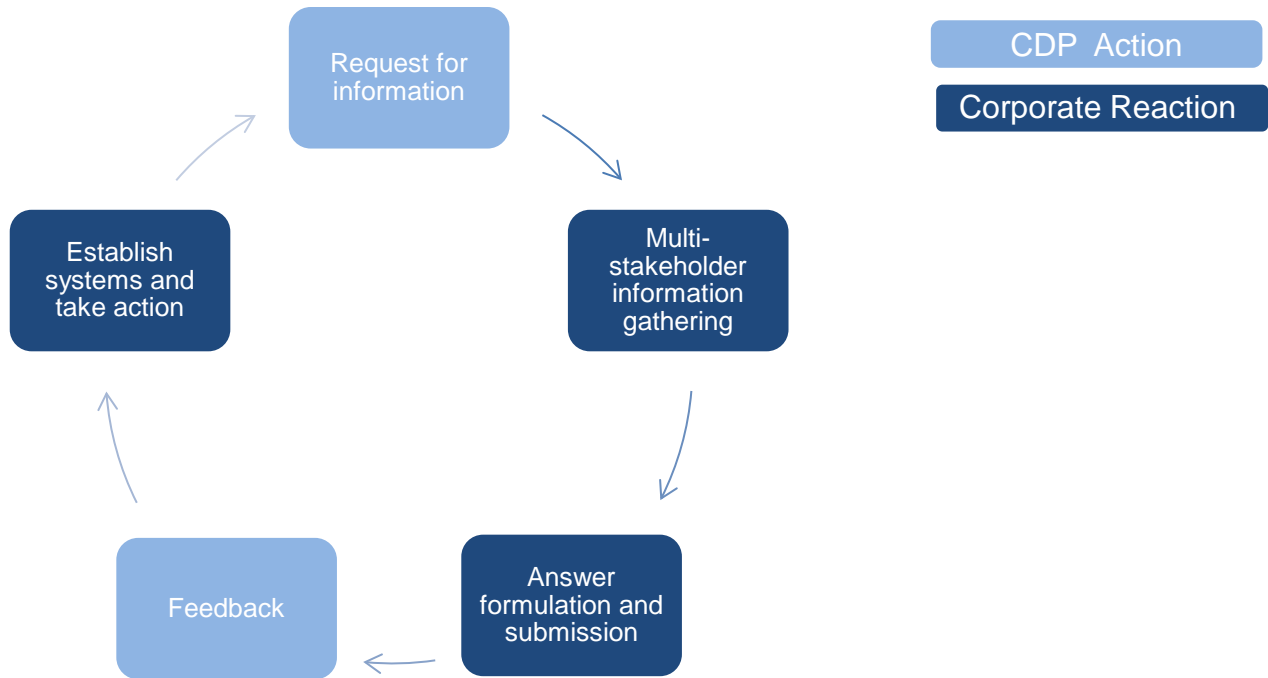 Request for
information
CDP  Action
Corporate Reaction
Establish
systems and
take action
Multi-
stakeholder
information
gathering
Feedback
Answer
formulation and
submission